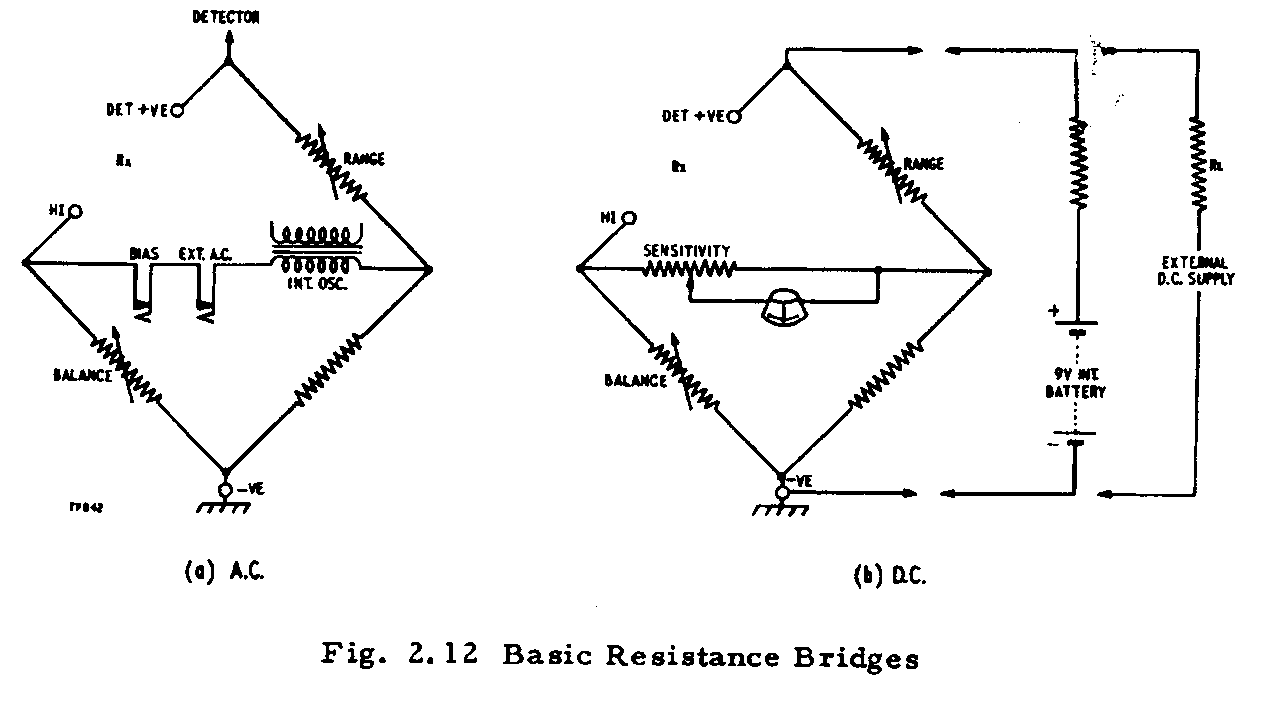 DETECTOR
DET +VE
Rx
RANGE
HI
BIAS
EXT. A.C.
INT. OSC.
BALANCE
-VE
(a) A.C.
DET +VE
Rx
RANGE
HI
SENSITIVITY
BALANCE
-VE
+
9V INT.
BATTERY
-
EXTERNAL
D.C. SUPPLY
(b) D.C.
Fig. 2.12 Basic Resistance Bridges